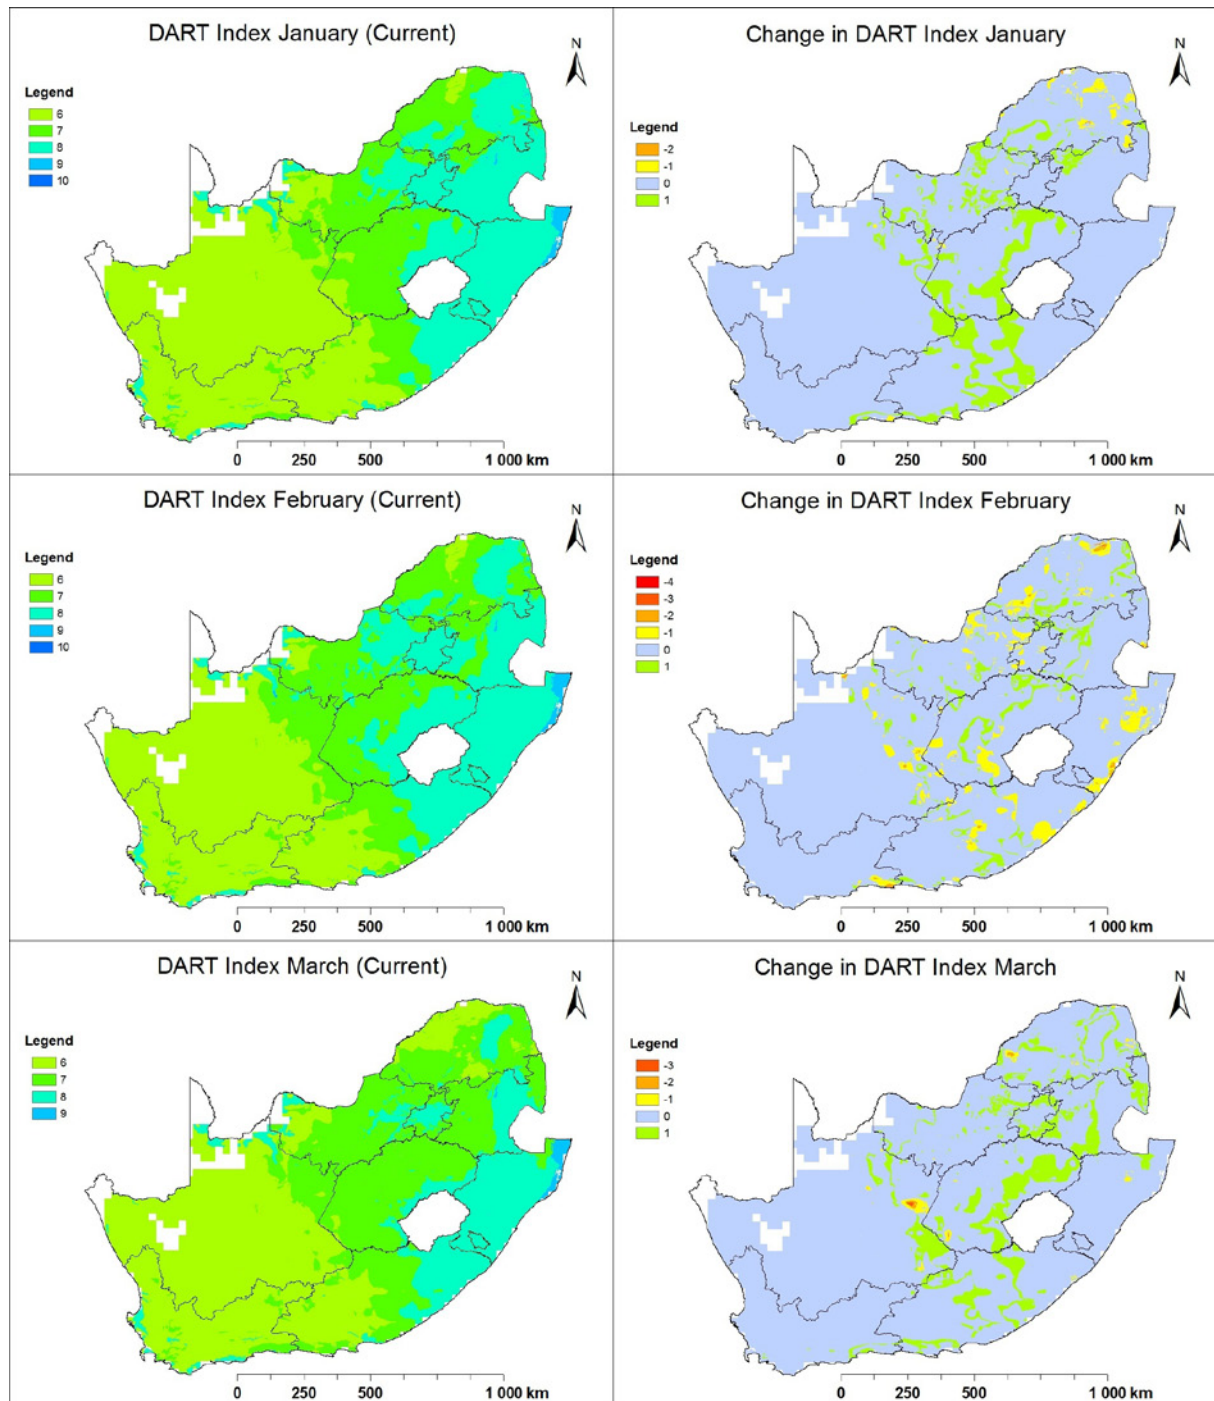 DART Index January (Current)
N
Legend
6
7
8
9
10
0 250 500 1 000 km
Change in DART Index January
N
Legend
-2
-1
0
1
0 250 500 1 000 km
DART Index February (Current)
N
Legend
6
7
8
9
10
0 250 500 1 000 km
Change in DART Index February
N
Legend
-4
-3
-2
-1
0
1
0 250 500 1 000 km
DART Index March (Current)
N
Legend
6
7
8
9
0 250 500 1 000 km
Change in DART Index March
N
Legend
-3
-2
-1
0
1
0 250 500 1 000 km